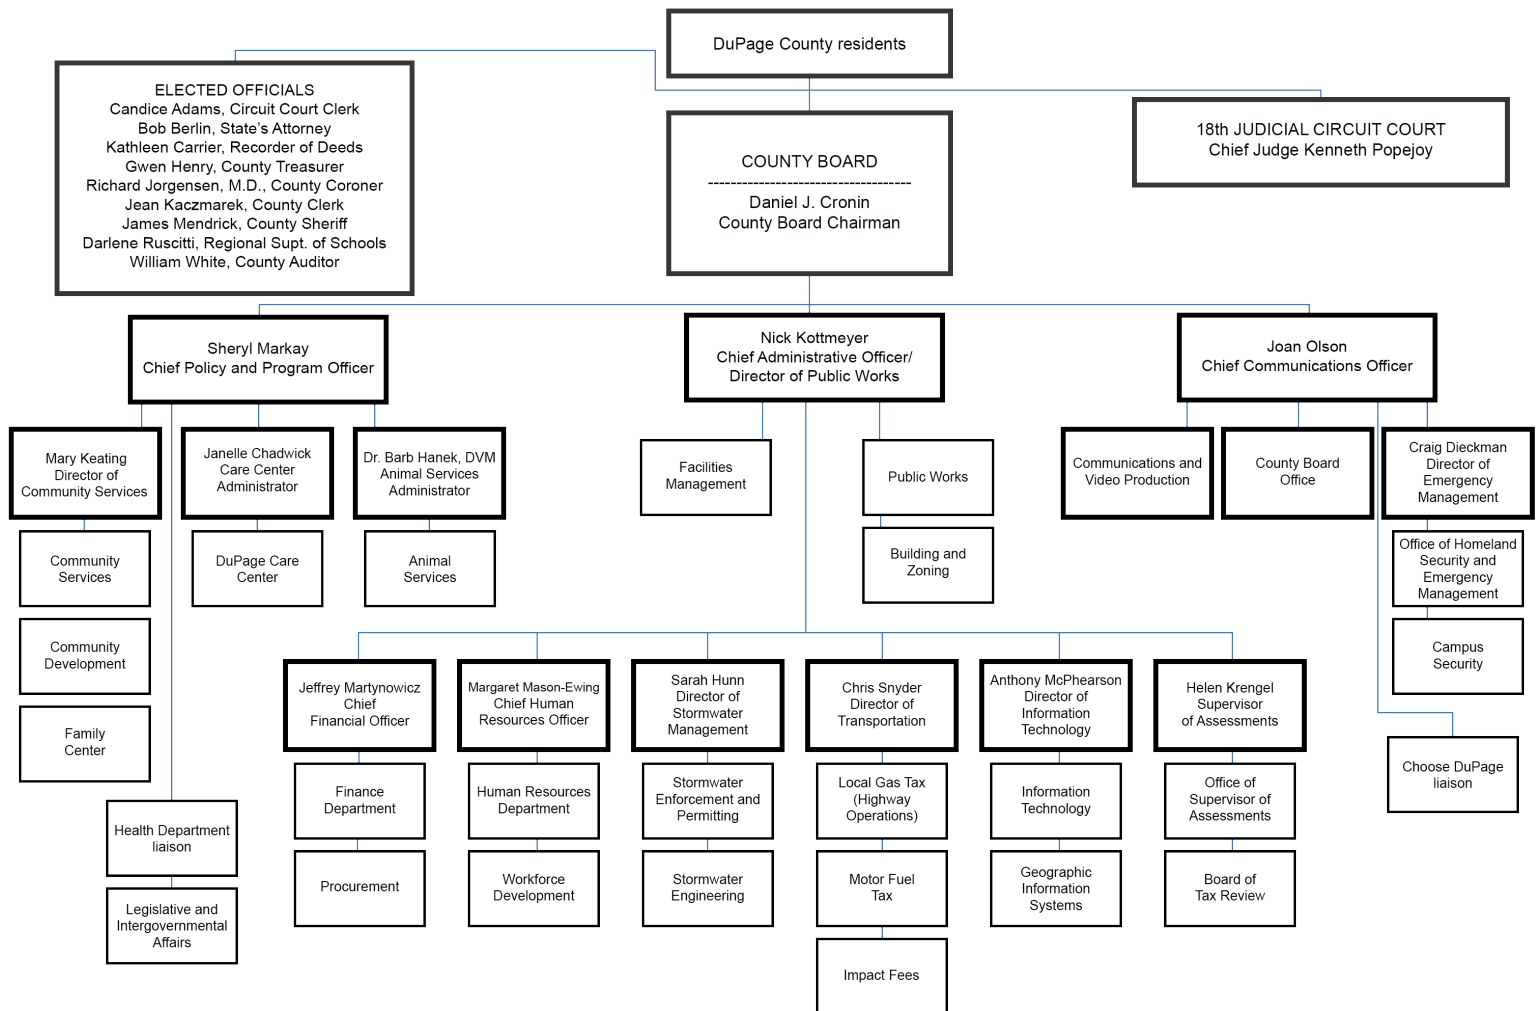 DuPage County residents
ELECTED OFFICIALS
Candice Adams, Circuit Court Clerk
Bob Berlin, State’s Attorney
Kathleen Carrier, Recorder of Deeds
Gwen Henry, County Treasurer
Richard Jorgensen, M.D., County Coroner
Jean Kaczmarek, County Clerk
James Mendrick, County Sheriff
Darlene Ruscitti, Regional Supt. of Schools
William White, County Auditor
COUNTY BOARD
--------------------------------------
Daniel J. Cronin
County Board Chairman
18th JUDICIAL CIRCUIT COURT
Chief Judge Kenneth Popejoy
Sheryl Markay
Chief Policy and Program Officer
Nick Kottmeyer
Chief Administrative Officer/
Director of Public Works
Joan Olson
Chief Communications Officer
Mary Keating
Director of
Community Services
Janelle Chadwick
Care Center
Administrator
Dr. Barb Hanek, DVM
Animal Services
Administrator
Facilities
Management
Public Works
Communications and
Video Production
County Board
Office
Craig Dieckman
Director of
Emergency
Management
Community
Services
DuPage Care
Center
Animal
Services
Building and
Zoning
Office of Homeland
Security and
Emergency
Management
Community
Development
Campus
Security
Family
Center
Jeffrey Martynowicz
Chief
Financial Officer
Margaret Mason-Ewing
Chief Human
Resources Officer
Sarah Hunn
Director of
Stormwater
Management
Chris Snyder
Director of
Transportation
Anthony McPhearson
Director of
Information
Technology
Helen Krengel
Supervisor
of Assessments
Choose DuPage
liaison
Health Department
liaison
Finance
Department
Human Resources
Department
Stormwater
Enforcement and
Permitting
Local Gas Tax
(Highway
Operations)
Information
Technology
Office of
Supervisor of
Assessments
Legislative and
Intergovernmental
Affairs
Procurement
Workforce
Development
Stormwater
Engineering
Motor Fuel
Tax
Geographic
Information
Systems
Board of
Tax Review
Impact Fees